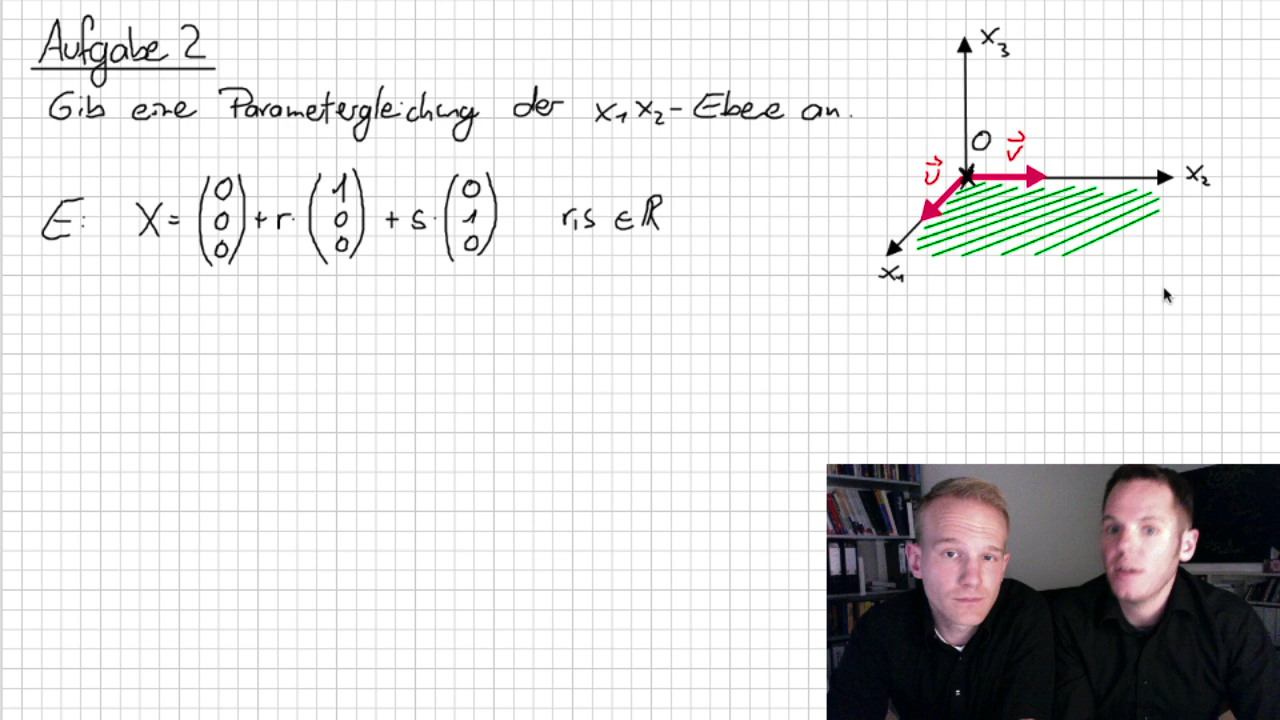 Aufgabe 2
Gib eine Parametergleichung der x₁x₂-Ebene an.
E: X = (0 0 0) + r · (1 0 0) + s · (0 1 0) r,s ∈ ℝ
x₃
O
v⃗
u⃗
x₂
x₁